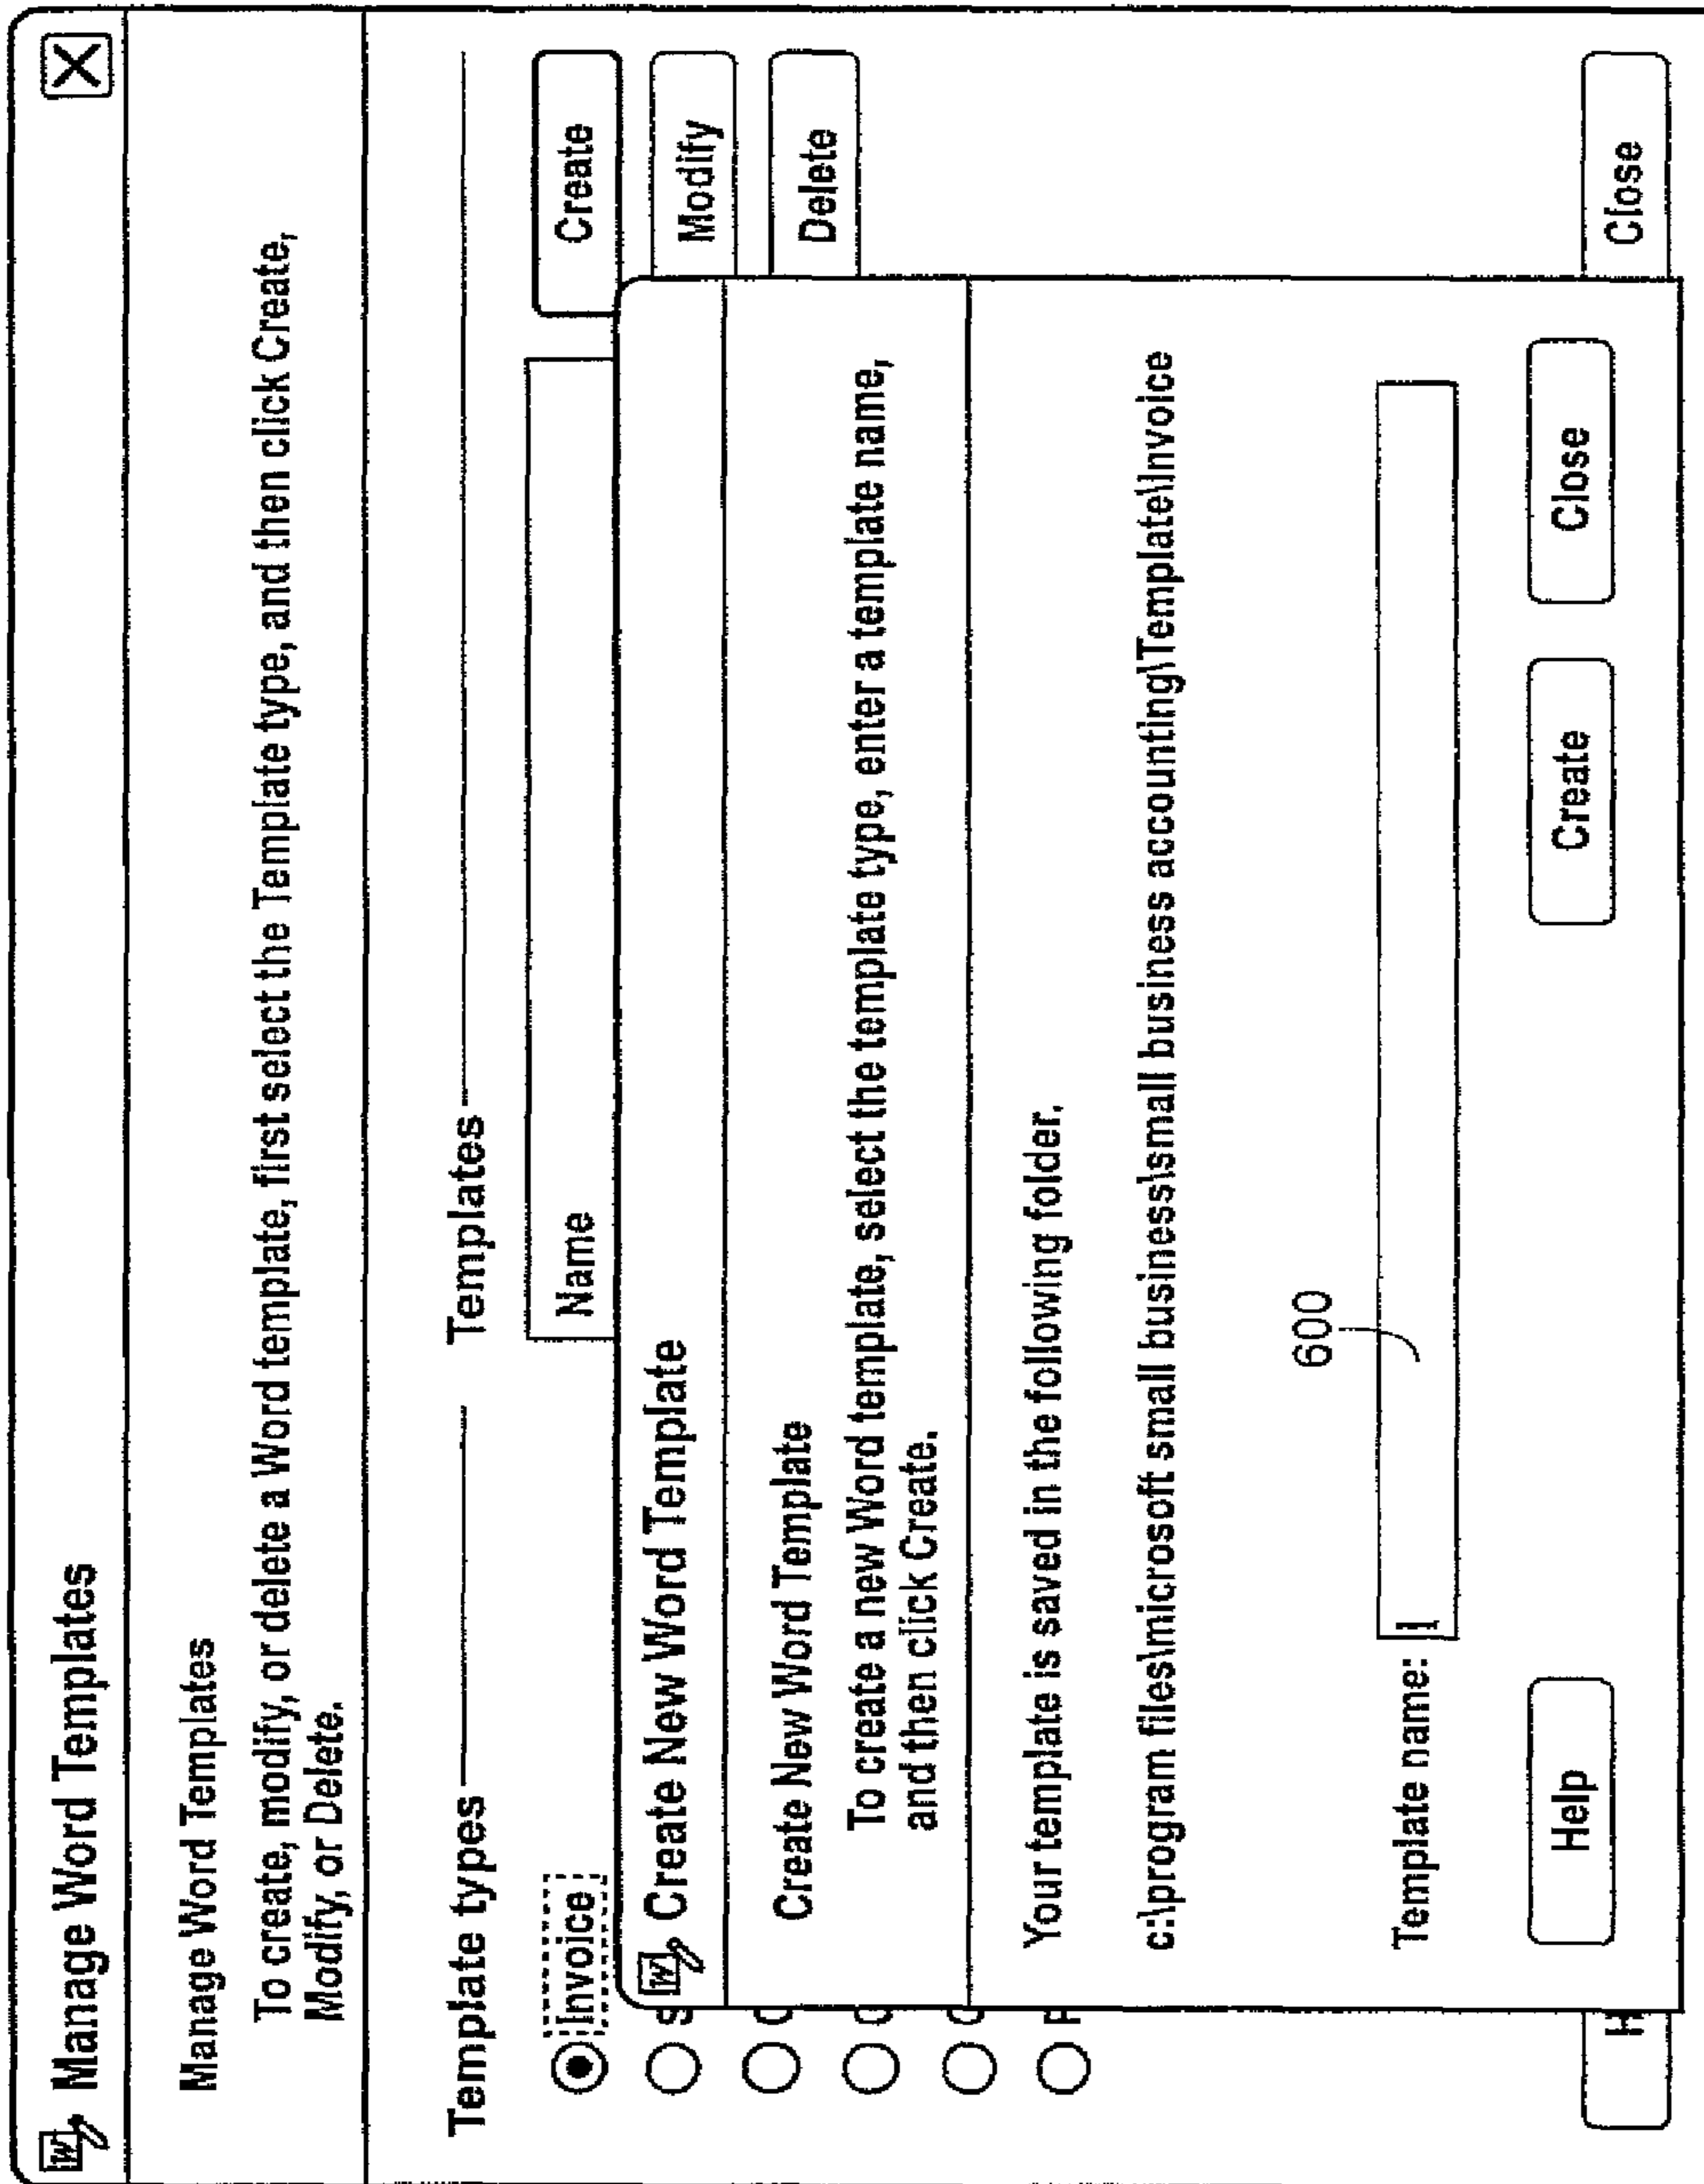 Manage Word Templates
Manage Word Templates
To create, modify, or delete a Word template, first select the Template type, and then click Create,
Modify, or Delete.
Template types
Templates
Invoice
Name
Create
Modify
Delete
Create New Word Template
Create New Word Template
To create a new Word template, select the template type, enter a template name,
and then click Create.
Your template is saved in the following folder.
c:\program files\microsoft small business\small business accounting\Template\Invoice
600
Template name:
Help
Create
Close
H
Close